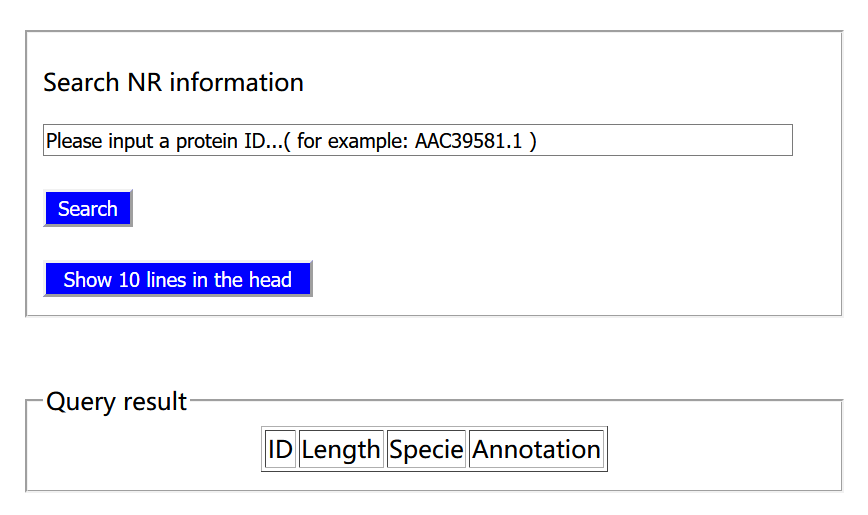 Search NR information
Please input a protein ID...( for example: AAC39581.1 )
Search
Show 10 lines in the head
Query result
ID Length Specie Annotation